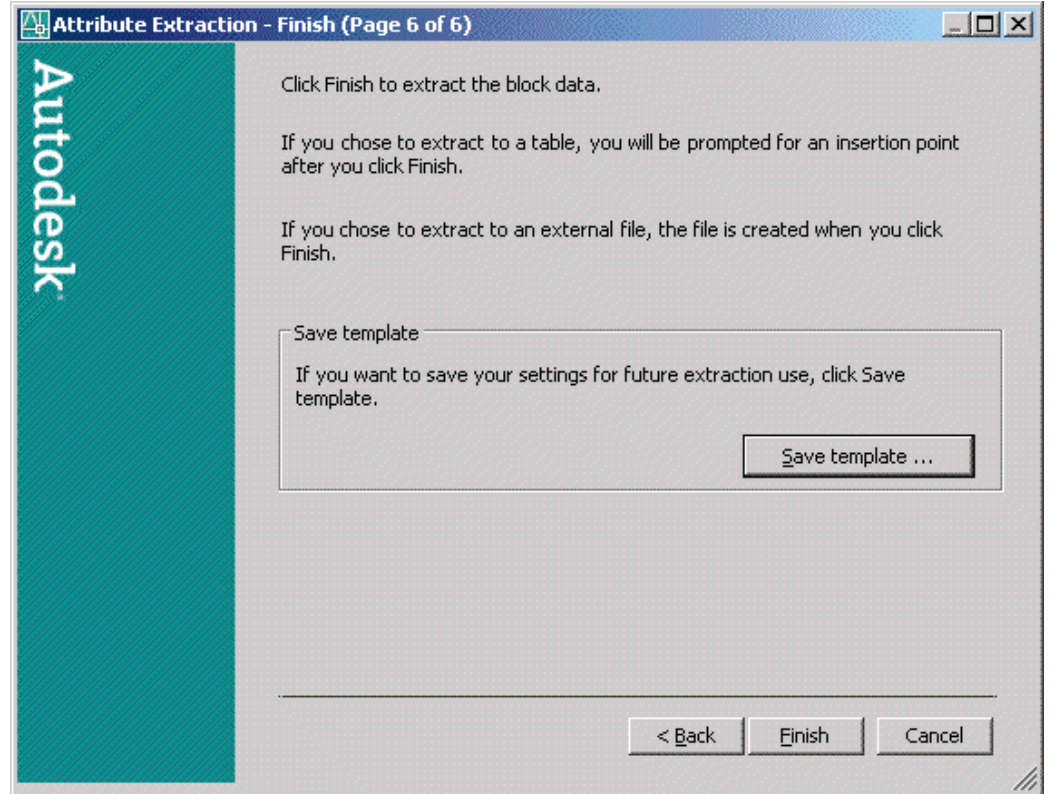 Attribute Extraction - Finish (Page 6 of 6)
Autodesk
Click Finish to extract the block data.
If you chose to extract to a table, you will be prompted for an insertion point
after you click Finish.
If you chose to extract to an external file, the file is created when you click
Finish.
Save template
If you want to save your settings for future extraction use, click Save
template.
Save template ...
< Back
Finish
Cancel